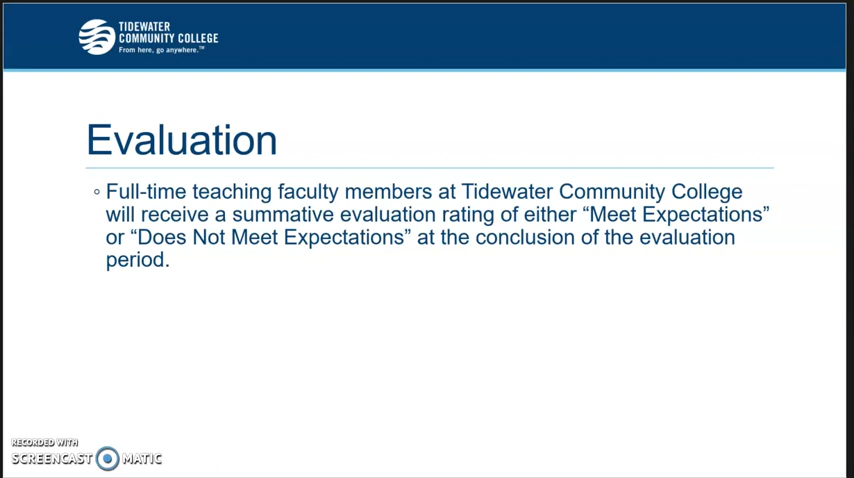 TIDEWATER
COMMUNITY COLLEGE
From here, go anywhere.™
Evaluation
◦ Full-time teaching faculty members at Tidewater Community College
will receive a summative evaluation rating of either “Meet Expectations”
or “Does Not Meet Expectations” at the conclusion of the evaluation
period.
RECORDED WITH
SCREENCAST MATIC